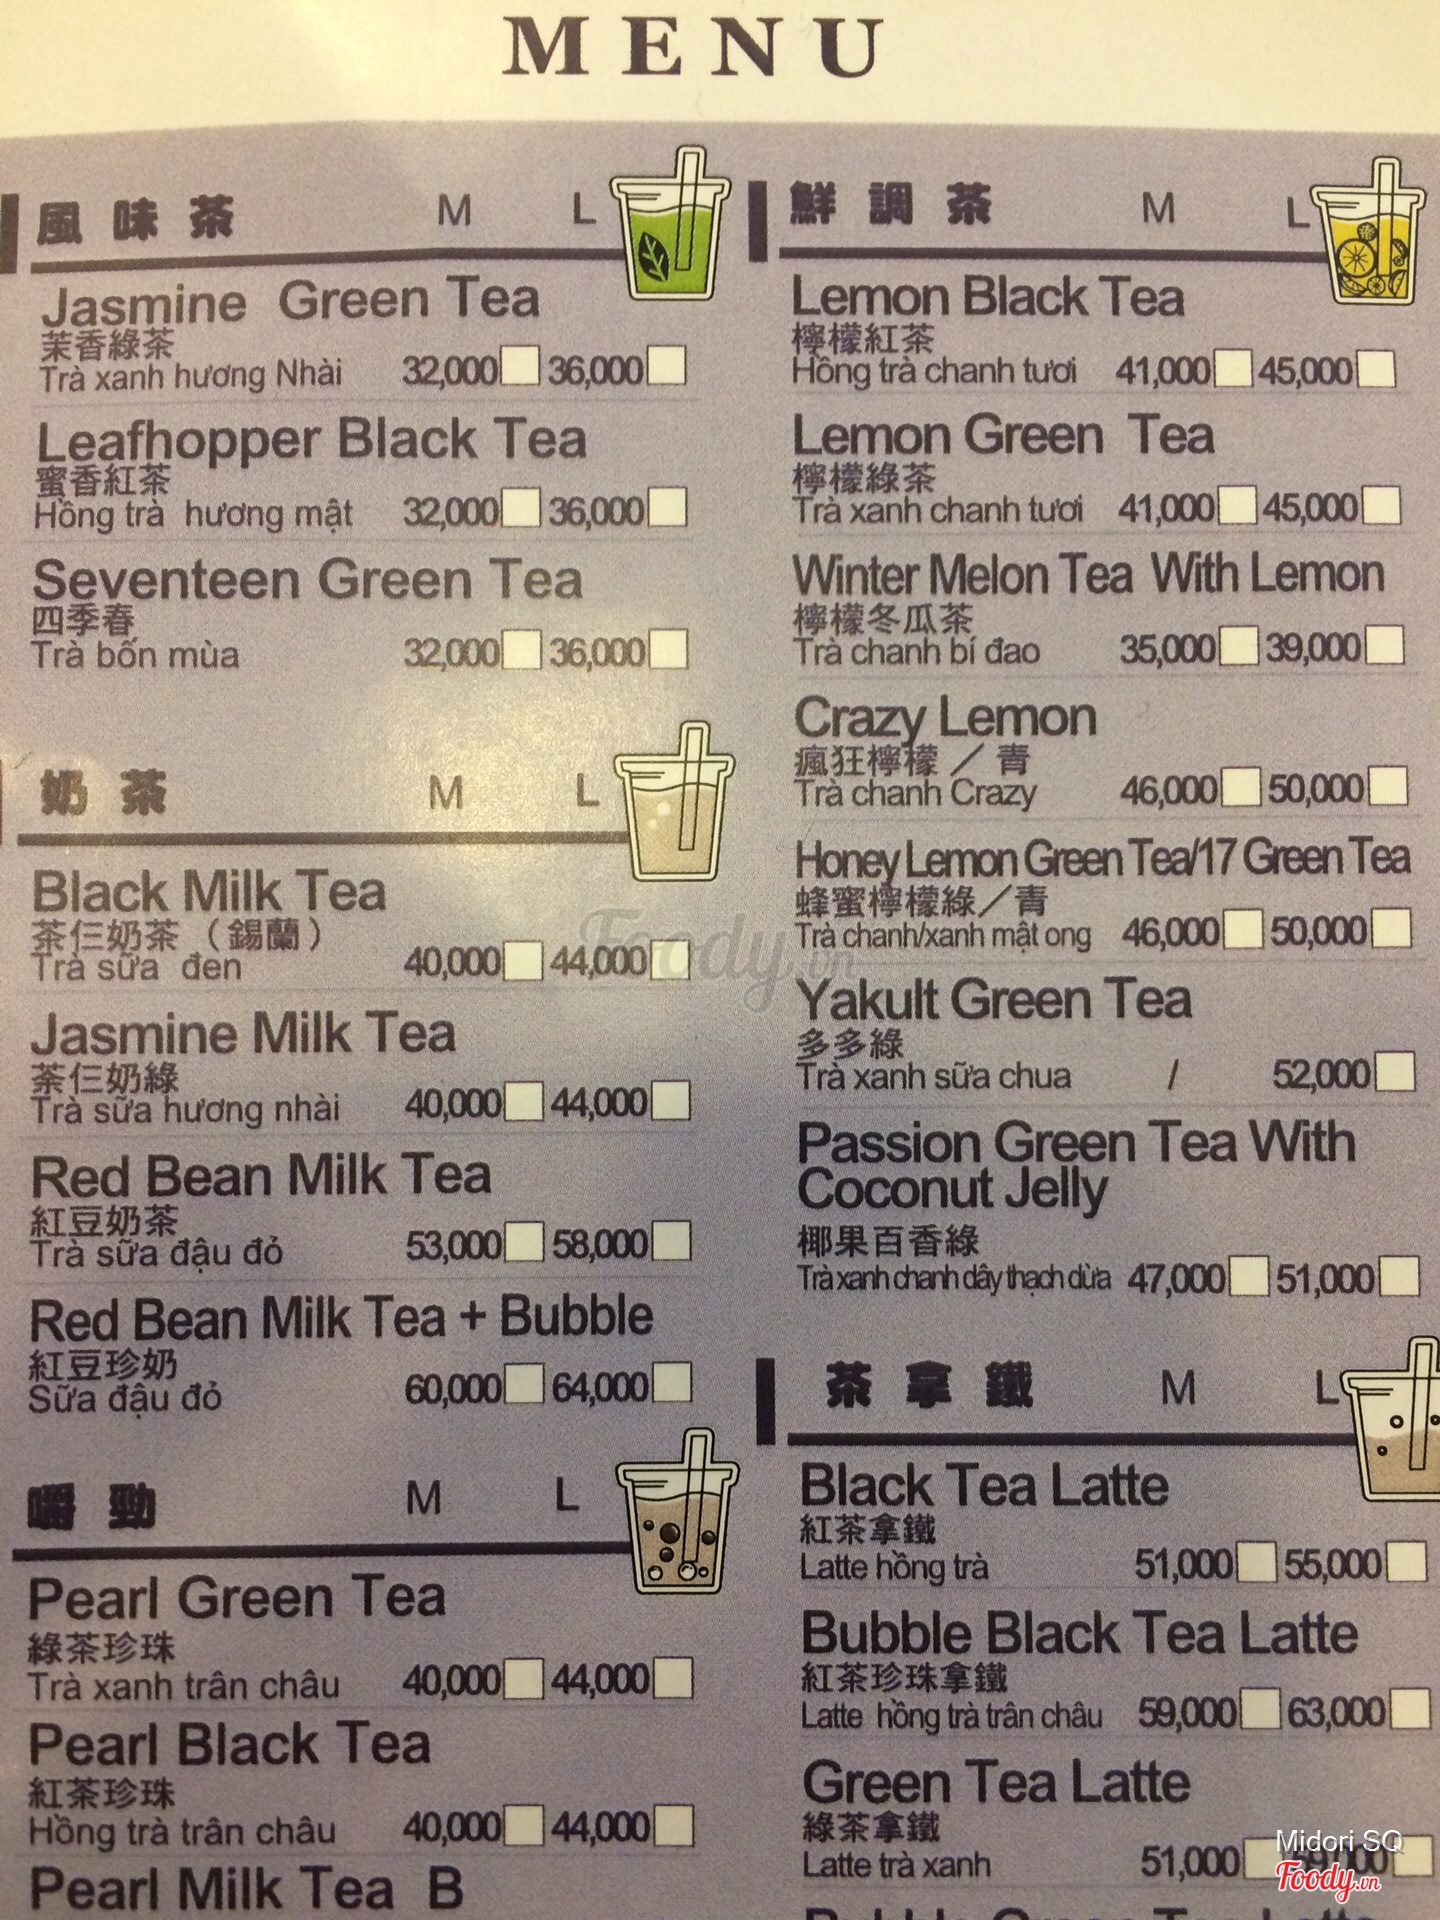 MENU
風味茶 M L
Jasmine Green Tea
茉香綠茶
Trà xanh hương Nhài 32,000 36,000
Leafhopper Black Tea
蜜香紅茶
Hồng trà hương mật 32,000 36,000
Seventeen Green Tea
四季春
Trà bốn mùa 32,000 36,000
奶茶 M L
Black Milk Tea
茶仨奶茶（錫蘭）
Trà sữa đen 40,000 44,000
Jasmine Milk Tea
茶仨奶綠
Trà sữa hương nhài 40,000 44,000
Red Bean Milk Tea
紅豆奶茶
Trà sữa đậu đỏ 53,000 58,000
Red Bean Milk Tea + Bubble
紅豆珍奶
Sữa đậu đỏ 60,000 64,000
嚼勁 M L
Pearl Green Tea
綠茶珍珠
Trà xanh trân châu 40,000 44,000
Pearl Black Tea
紅茶珍珠
Hồng trà trân châu 40,000 44,000
Pearl Milk Tea B
鮮調茶 M L
Lemon Black Tea
檸檬紅茶
Hồng trà chanh tươi 41,000 45,000
Lemon Green Tea
檸檬綠茶
Trà xanh chanh tươi 41,000 45,000
Winter Melon Tea With Lemon
檸檬冬瓜茶
Trà chanh bí đao 35,000 39,000
Crazy Lemon
瘋狂檸檬／青
Trà chanh Crazy 46,000 50,000
Honey Lemon Green Tea/17 Green Tea
蜂蜜檸檬綠／青
Trà chanh/xanh mật ong 46,000 50,000
Yakult Green Tea
多多綠
Trà xanh sữa chua / 52,000
Passion Green Tea With
Coconut Jelly
椰果百香綠
Trà xanh chanh dây thạch dừa 47,000 51,000
茶拿鐵 M L
Black Tea Latte
紅茶拿鐵
Latte hồng trà 51,000 55,000
Bubble Black Tea Latte
紅茶珍珠拿鐵
Latte hồng trà trân châu 59,000 63,000
Green Tea Latte
綠茶拿鐵
Latte trà xanh 51,000
Foody.vn
Midori SQ
Foody.vn